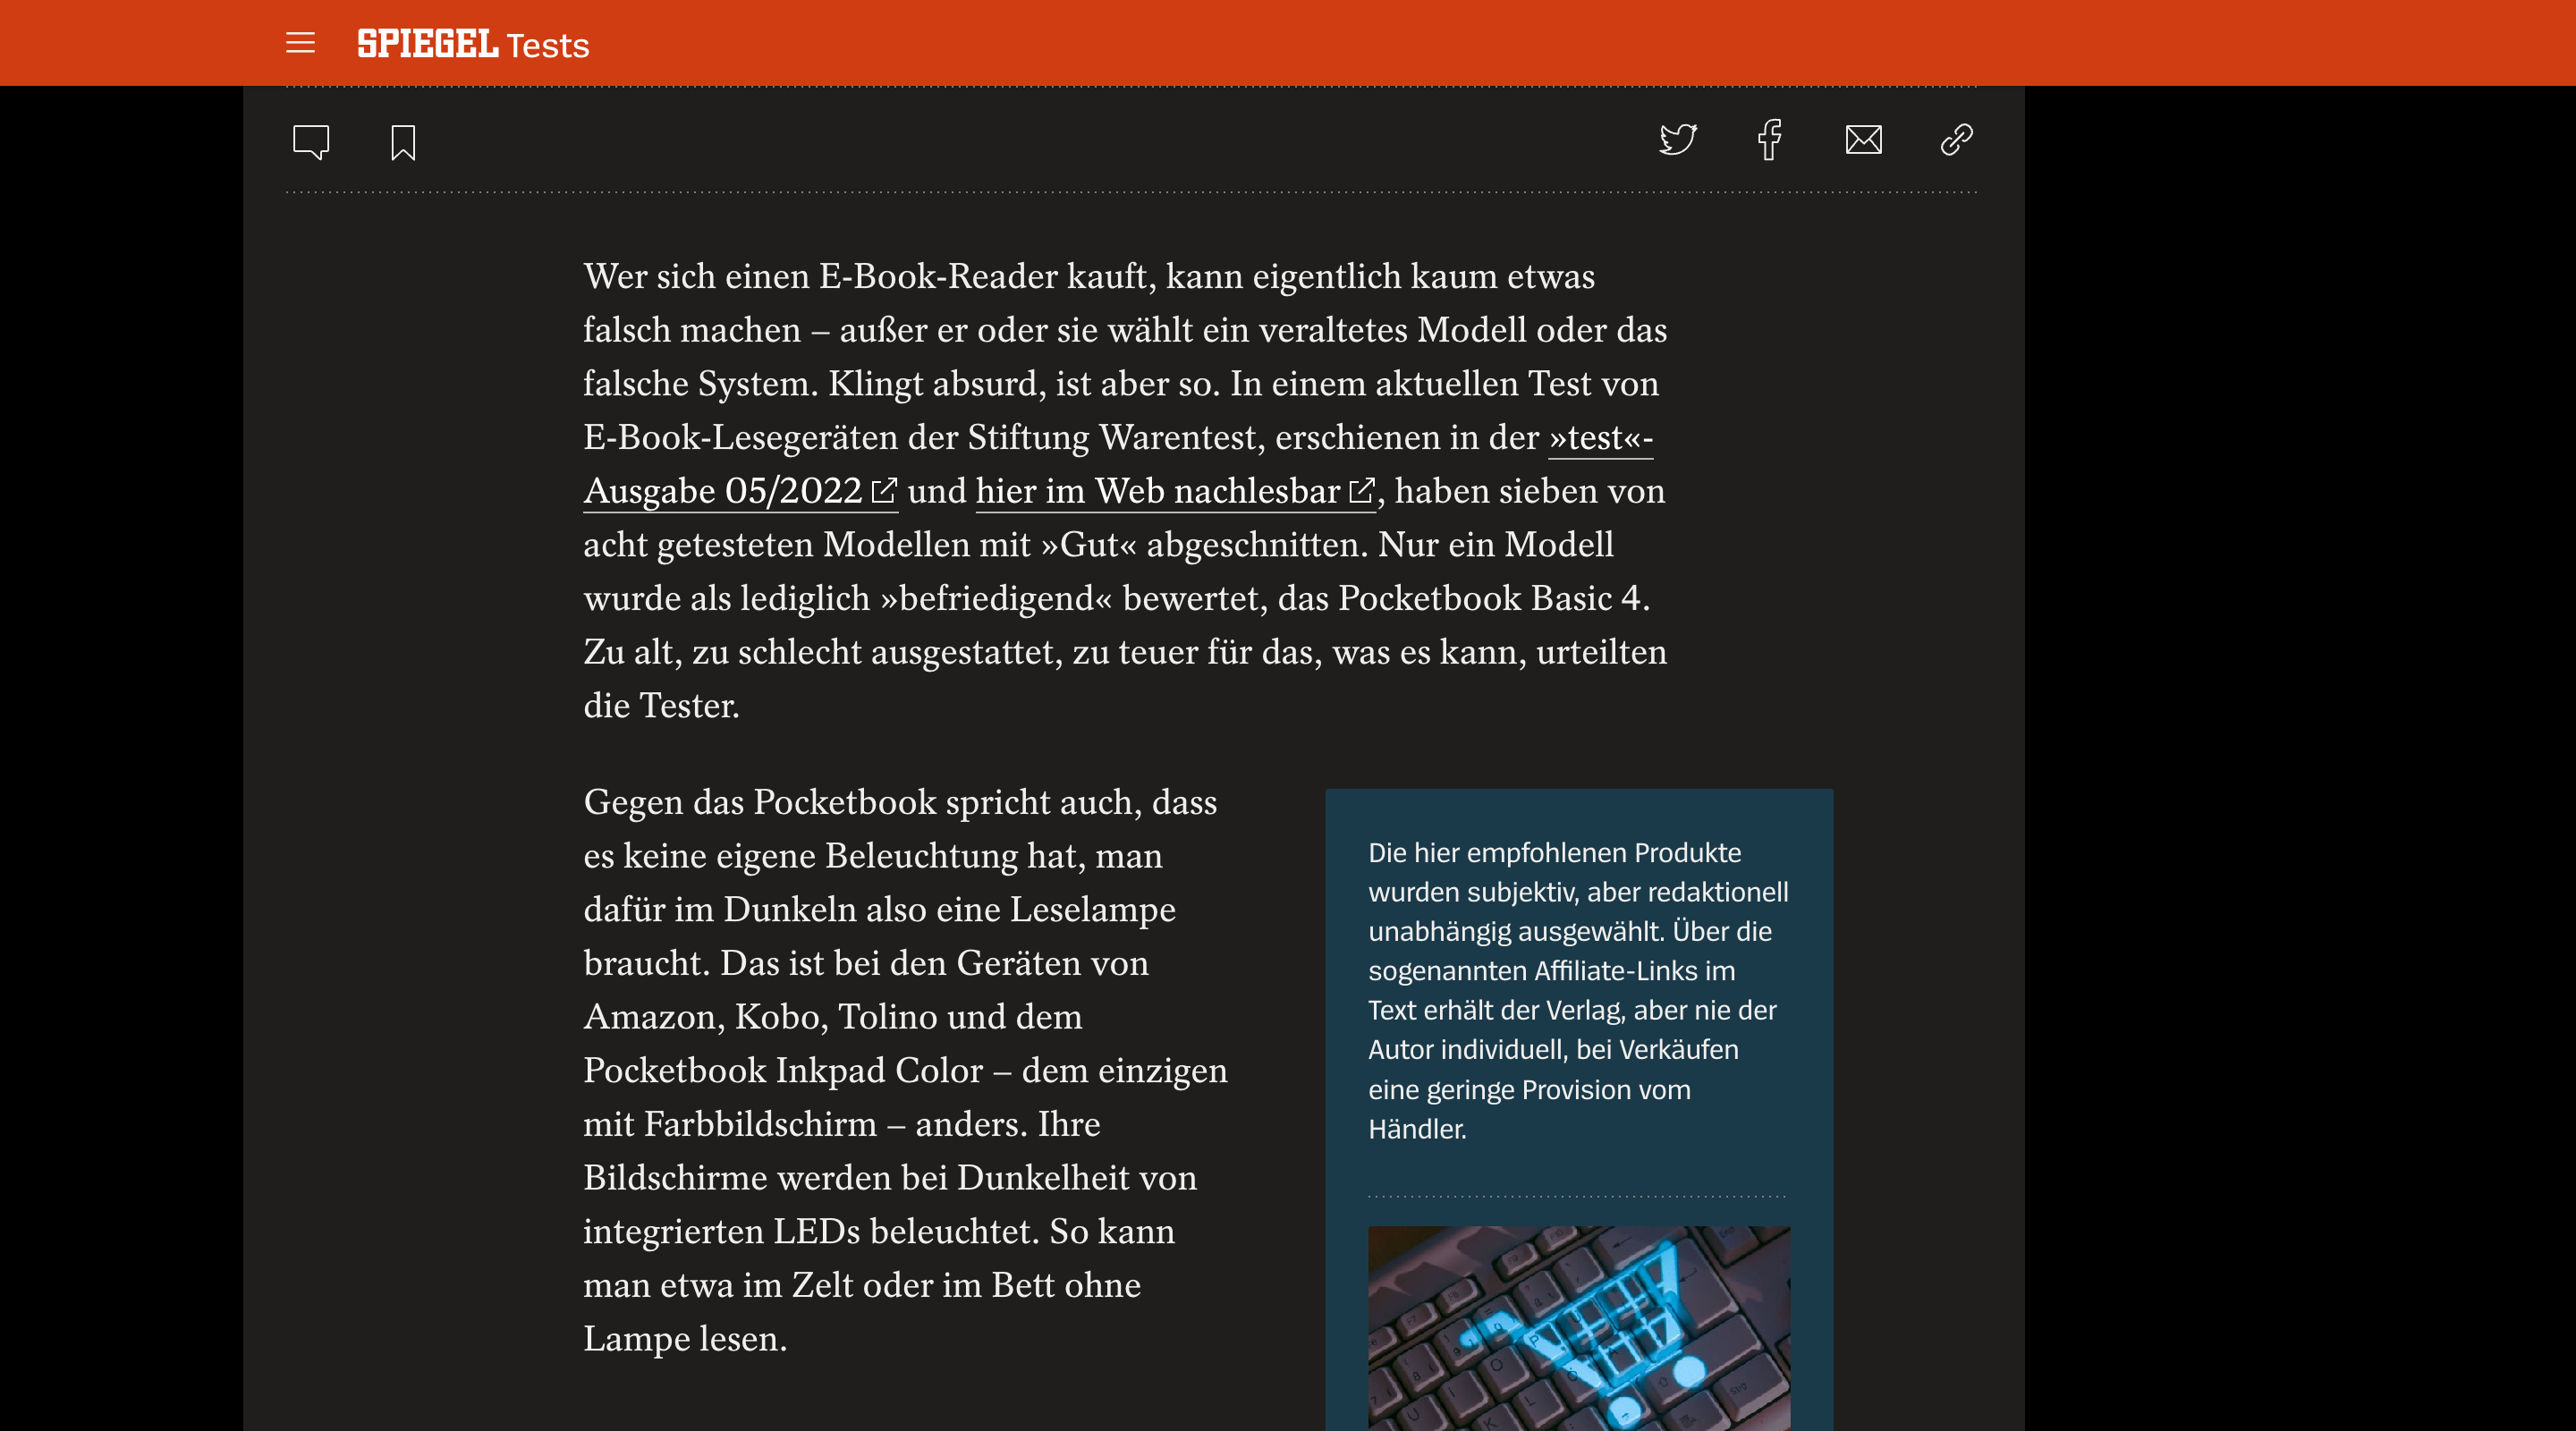 SPIEGEL Tests
Wer sich einen E-Book-Reader kauft, kann eigentlich kaum etwas
falsch machen – außer er oder sie wählt ein veraltetes Modell oder das
falsche System. Klingt absurd, ist aber so. In einem aktuellen Test von
E-Book-Lesegeräten der Stiftung Warentest, erschienen in der »test«-
Ausgabe 05/2022 und hier im Web nachlesbar, haben sieben von
acht getesteten Modellen mit »Gut« abgeschnitten. Nur ein Modell
wurde als lediglich »befriedigend« bewertet, das Pocketbook Basic 4.
Zu alt, zu schlecht ausgestattet, zu teuer für das, was es kann, urteilten
die Tester.
Gegen das Pocketbook spricht auch, dass
es keine eigene Beleuchtung hat, man
dafür im Dunkeln also eine Leselampe
braucht. Das ist bei den Geräten von
Amazon, Kobo, Tolino und dem
Pocketbook Inkpad Color – dem einzigen
mit Farbbildschirm – anders. Ihre
Bildschirme werden bei Dunkelheit von
integrierten LEDs beleuchtet. So kann
man etwa im Zelt oder im Bett ohne
Lampe lesen.
Die hier empfohlenen Produkte
wurden subjektiv, aber redaktionell
unabhängig ausgewählt. Über die
sogenannten Affiliate-Links im
Text erhält der Verlag, aber nie der
Autor individuell, bei Verkäufen
eine geringe Provision vom
Händler.